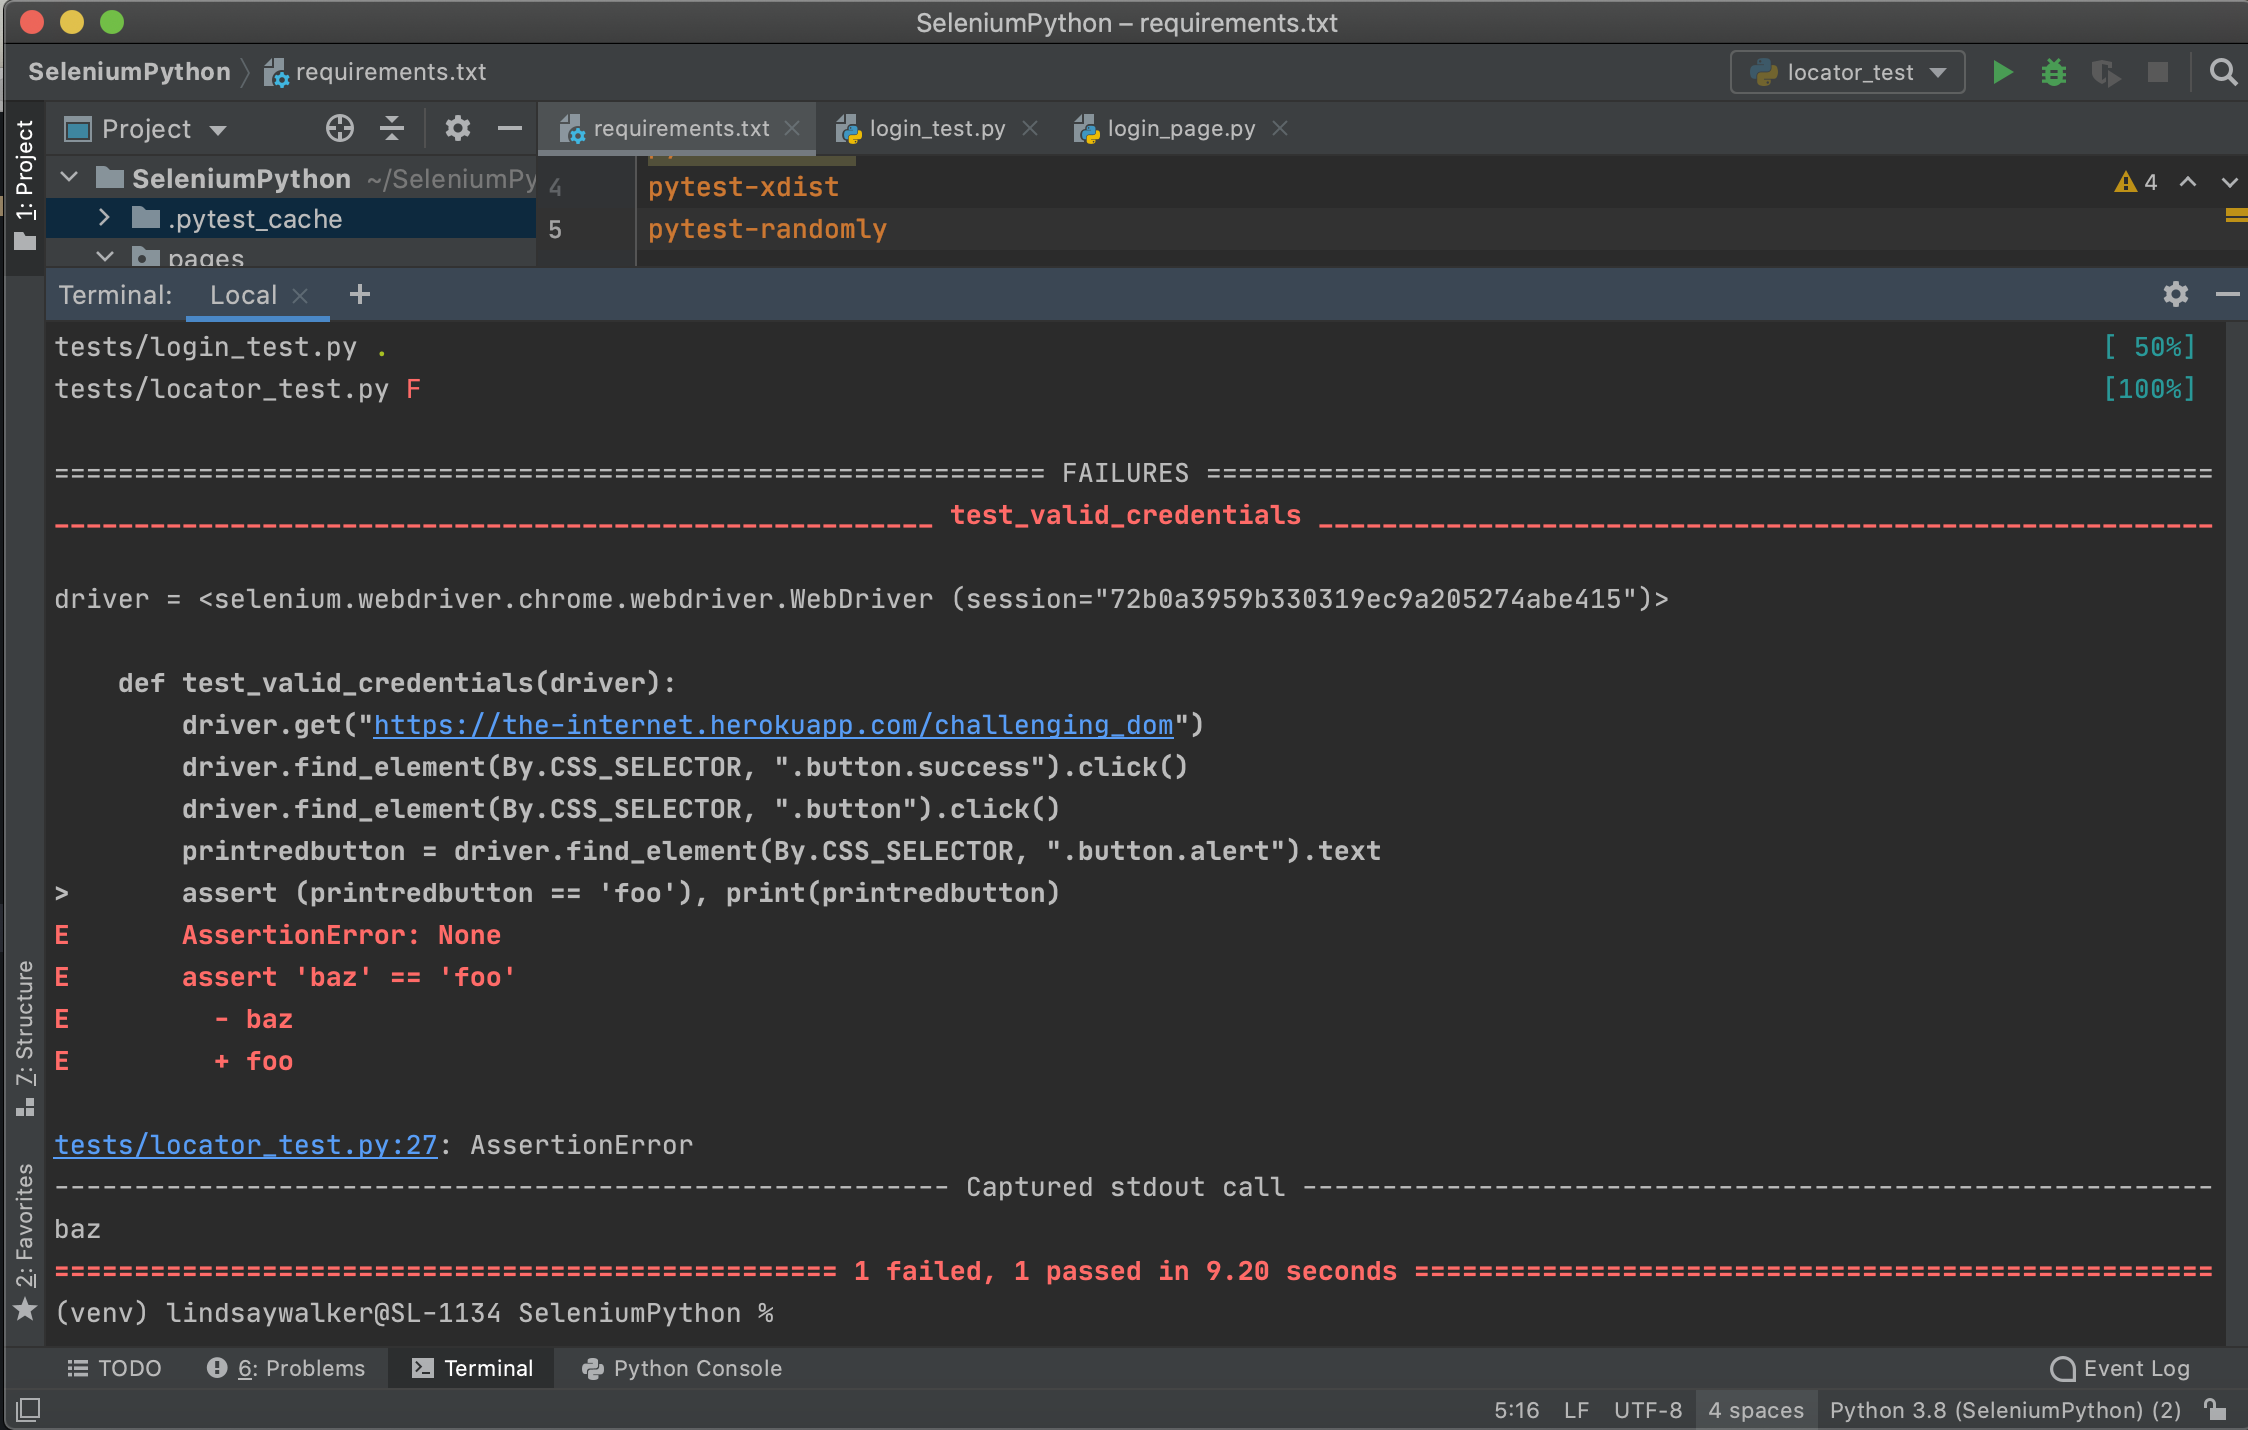 SeleniumPython – requirements.txt
SeleniumPython requirements.txt
locator_test
1: Project
Project
requirements.txt
login_test.py
login_page.py
SeleniumPython ~/SeleniumPy
.pytest_cache
pages
4 pytest-xdist
5 pytest-randomly
4
Terminal: Local +
tests/login_test.py . [ 50%]
tests/locator_test.py F [100%]
============================================================== FAILURES ===============================================================
_______________________________________________________ test_valid_credentials ________________________________________________________
driver = <selenium.webdriver.chrome.webdriver.WebDriver (session="72b0a3959b330319ec9a205274abe415")>
def test_valid_credentials(driver):
driver.get("https://the-internet.herokuapp.com/challenging_dom")
driver.find_element(By.CSS_SELECTOR, ".button.success").click()
driver.find_element(By.CSS_SELECTOR, ".button").click()
printredbutton = driver.find_element(By.CSS_SELECTOR, ".button.alert").text
> assert (printredbutton == 'foo'), print(printredbutton)
E AssertionError: None
E assert 'baz' == 'foo'
E - baz
E + foo
tests/locator_test.py:27: AssertionError
-------------------------------------------------------- Captured stdout call ---------------------------------------------------------
baz
================================================= 1 failed, 1 passed in 9.20 seconds ==================================================
(venv) lindsaywalker@SL-1134 SeleniumPython %
7: Structure
2: Favorites
TODO
6: Problems
Terminal
Python Console
Event Log
5:16 LF UTF-8 4 spaces Python 3.8 (SeleniumPython) (2)